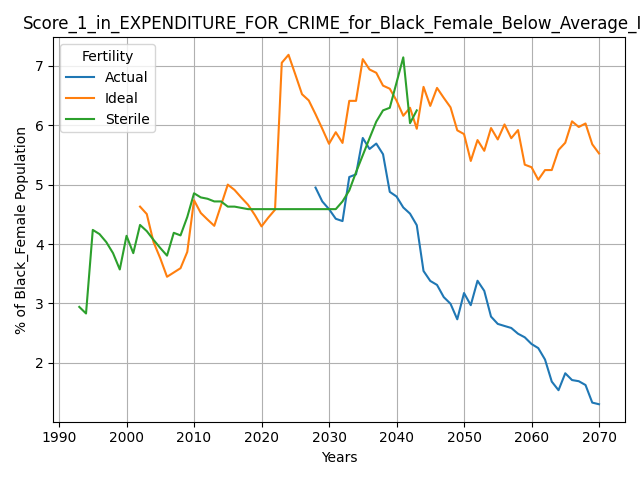 Score_1_in_EXPENDITURE_FOR_CRIME_for_Black_Female_Below_Average_I
Fertility
Actual
Ideal
Sterile
% of Black_Female Population
7
6
5
4
3
2
1990 2000 2010 2020 2030 2040 2050 2060 2070
Years